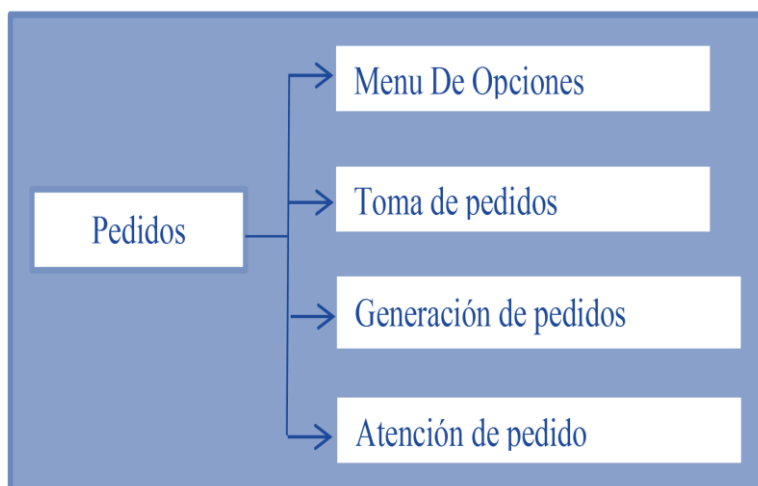 Menu De Opciones
Toma de pedidos
Pedidos
Generación de pedidos
Atención de pedido